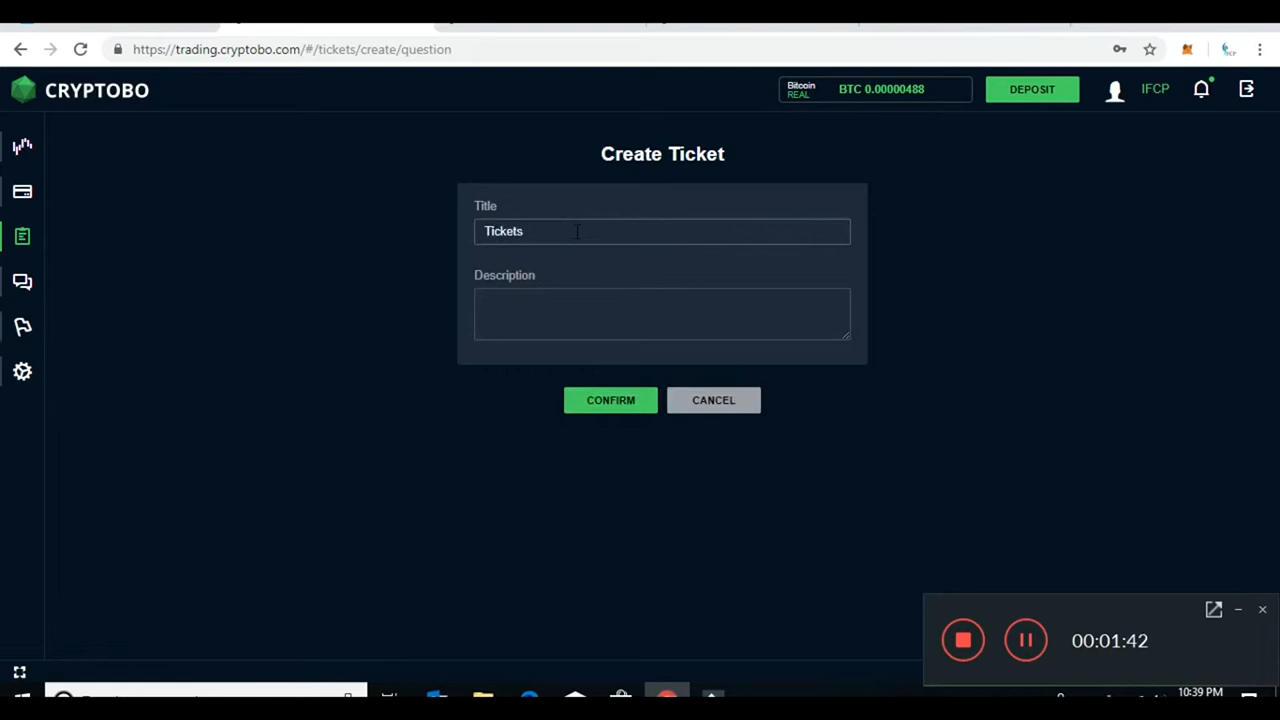 https://trading.cryptobo.com/#/tickets/create/question
CRYPTOBO
Bitcoin
REAL
BTC 0.00000488
DEPOSIT
IFCP
Create Ticket
Title
Tickets
Description
CONFIRM
CANCEL
00:01:42
10:39 PM